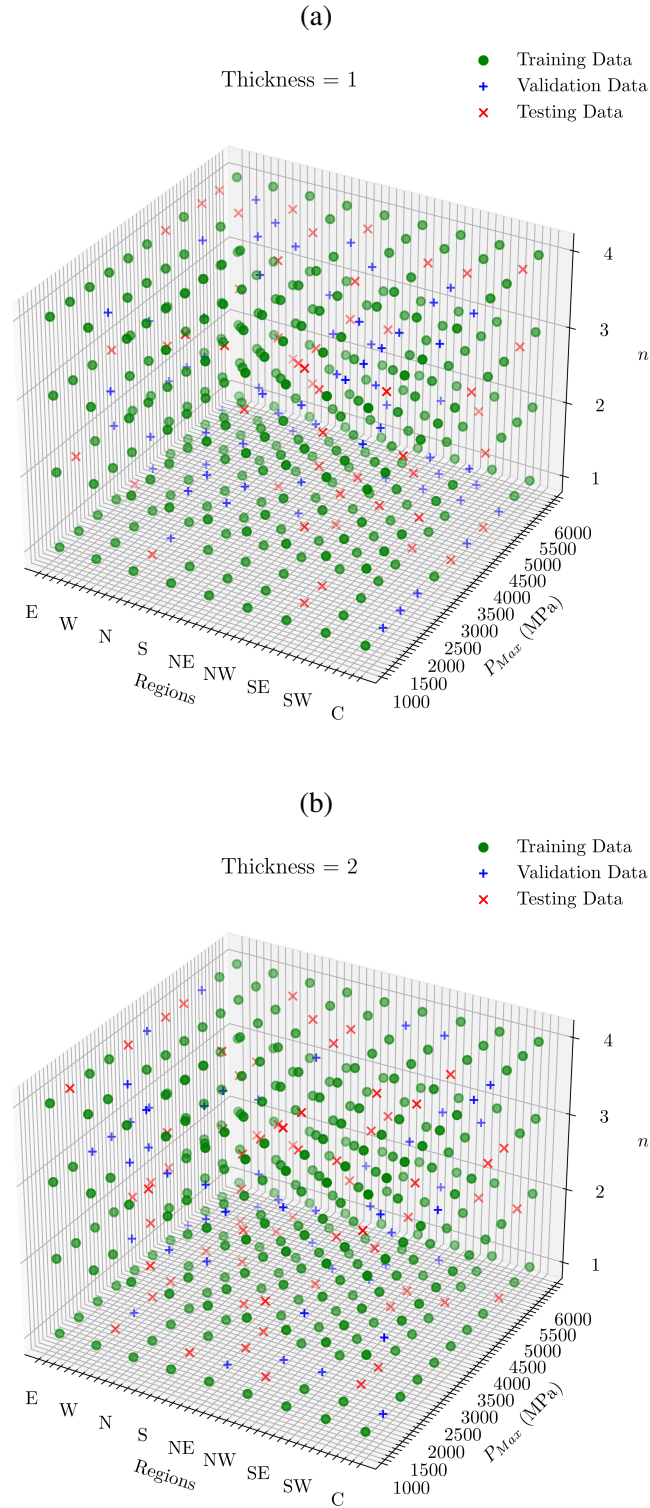 (a)
Thickness = 1
Training Data
Validation Data
Testing Data
4
3
n
2
1
6000
5500
5000
4500
4000
3500
3000
2500
2000
1500
1000
P_Max (MPa)
E
W
N
S
NE
NW
SE
SW
C
Regions
(b)
Thickness = 2
Training Data
Validation Data
Testing Data
4
3
n
2
1
6000
5500
5000
4500
4000
3500
3000
2500
2000
1500
1000
P_Max (MPa)
E
W
N
S
NE
NW
SE
SW
C
Regions